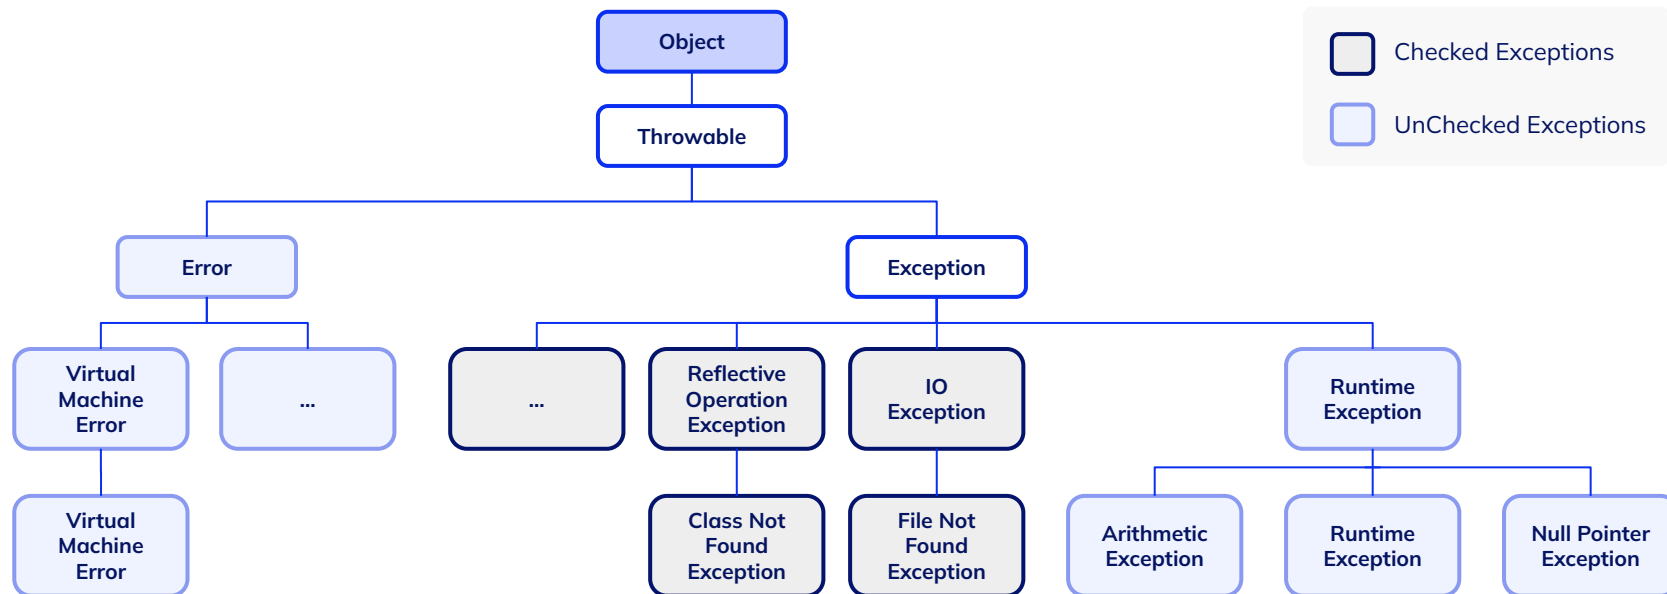 Object
Checked Exceptions
UnChecked Exceptions
Throwable
Error
Exception
Virtual
Machine
Error
...
...
Reflective
Operation
Exception
IO
Exception
Runtime
Exception
Virtual
Machine
Error
Class Not
Found
Exception
File Not
Found
Exception
Arithmetic
Exception
Runtime
Exception
Null Pointer
Exception